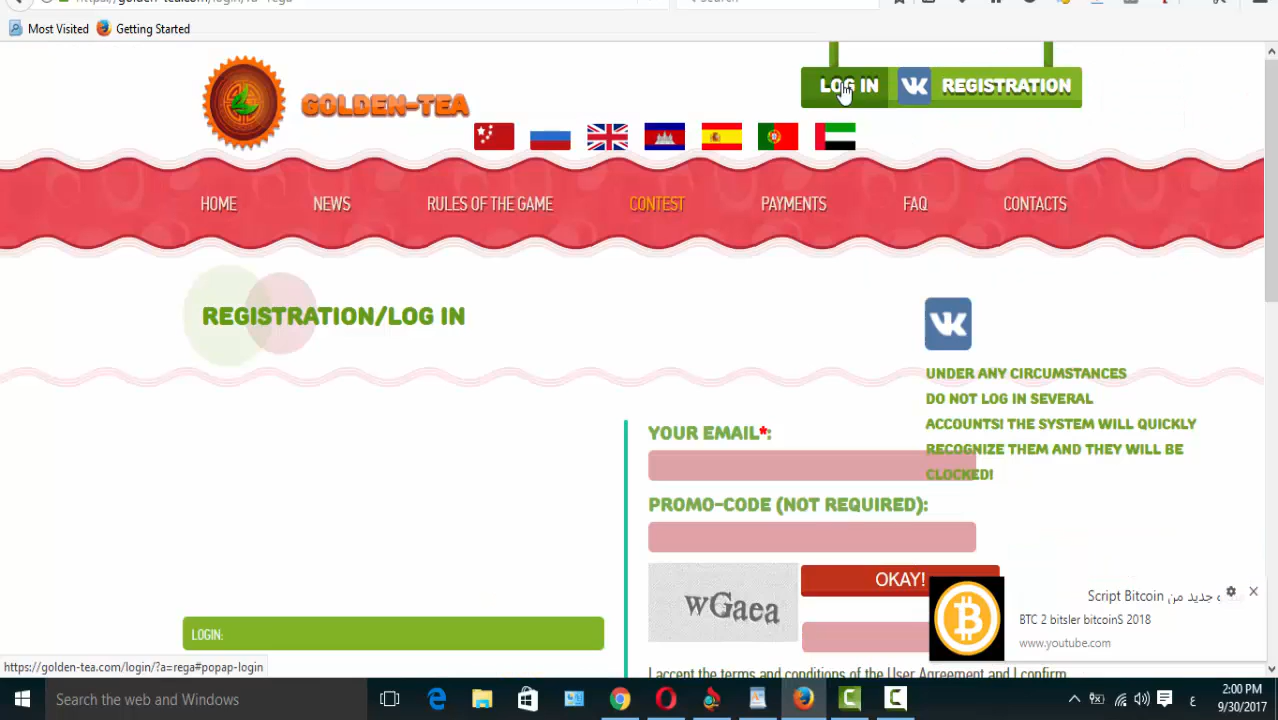 Most Visited Getting Started
GOLDEN-TEA
LOG IN REGISTRATION
HOME NEWS RULES OF THE GAME CONTEST PAYMENTS FAQ CONTACTS
REGISTRATION/LOG IN
UNDER ANY CIRCUMSTANCES
DO NOT LOG IN SEVERAL
ACCOUNTS! THE SYSTEM WILL QUICKLY
RECOGNIZE THEM AND THEY WILL BE
CLOCKED!
YOUR EMAIL*:
PROMO-CODE (NOT REQUIRED):
wGaea
OKAY!
I accept the terms and conditions of the User Agreement and I confirm
LOGIN:
Script Bitcoin جديد من
BTC 2 bitsler bitcoinS 2018
www.youtube.com
https://golden-tea.com/login/?a=rega#popap-login
Search the web and Windows
ع
2:00 PM
9/30/2017